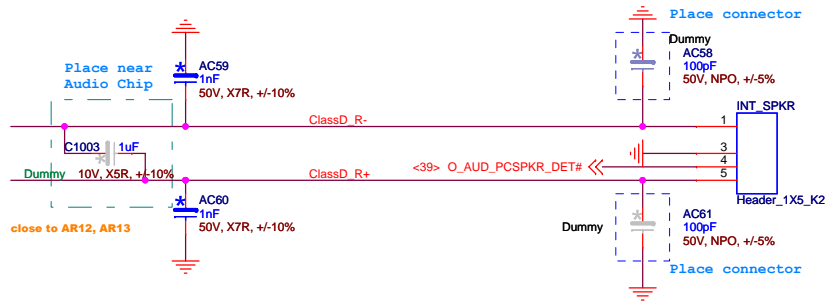 Place connector
Dummy
AC59
1nF
50V, X7R, +/-10%
AC58
100pF
50V, NPO, +/-5%
Place near
Audio Chip
INT_SPKR
ClassD_R-
1
C1003
1uF
3
<39> O_AUD_PCSPKR_DET#
4
Dummy
10V, X5R, +/-10%
ClassD_R+
5
AC60
1nF
50V, X7R, +/-10%
Header_1X5_K2
AC61
100pF
50V, NPO, +/-5%
close to AR12, AR13
Dummy
Place connector